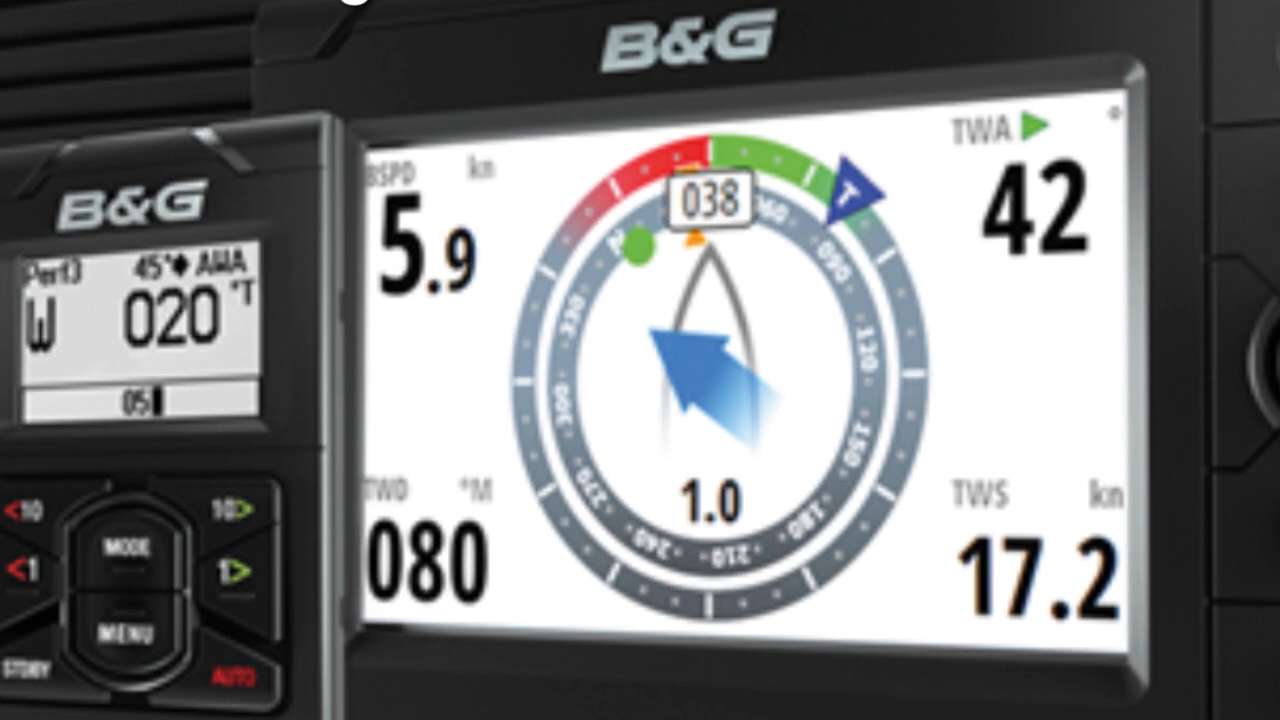 B&G
B&G
Perf3 45° AWA
W 020 °T
05
<10 10>
<1 1>
MODE
MENU
STDBY AUTO
BSPD kn
5.9
TWA °
42
038
N 060 090 120 150 180 210 240 270 300 330
T
1.0
TWD °M
080
TWS kn
17.2